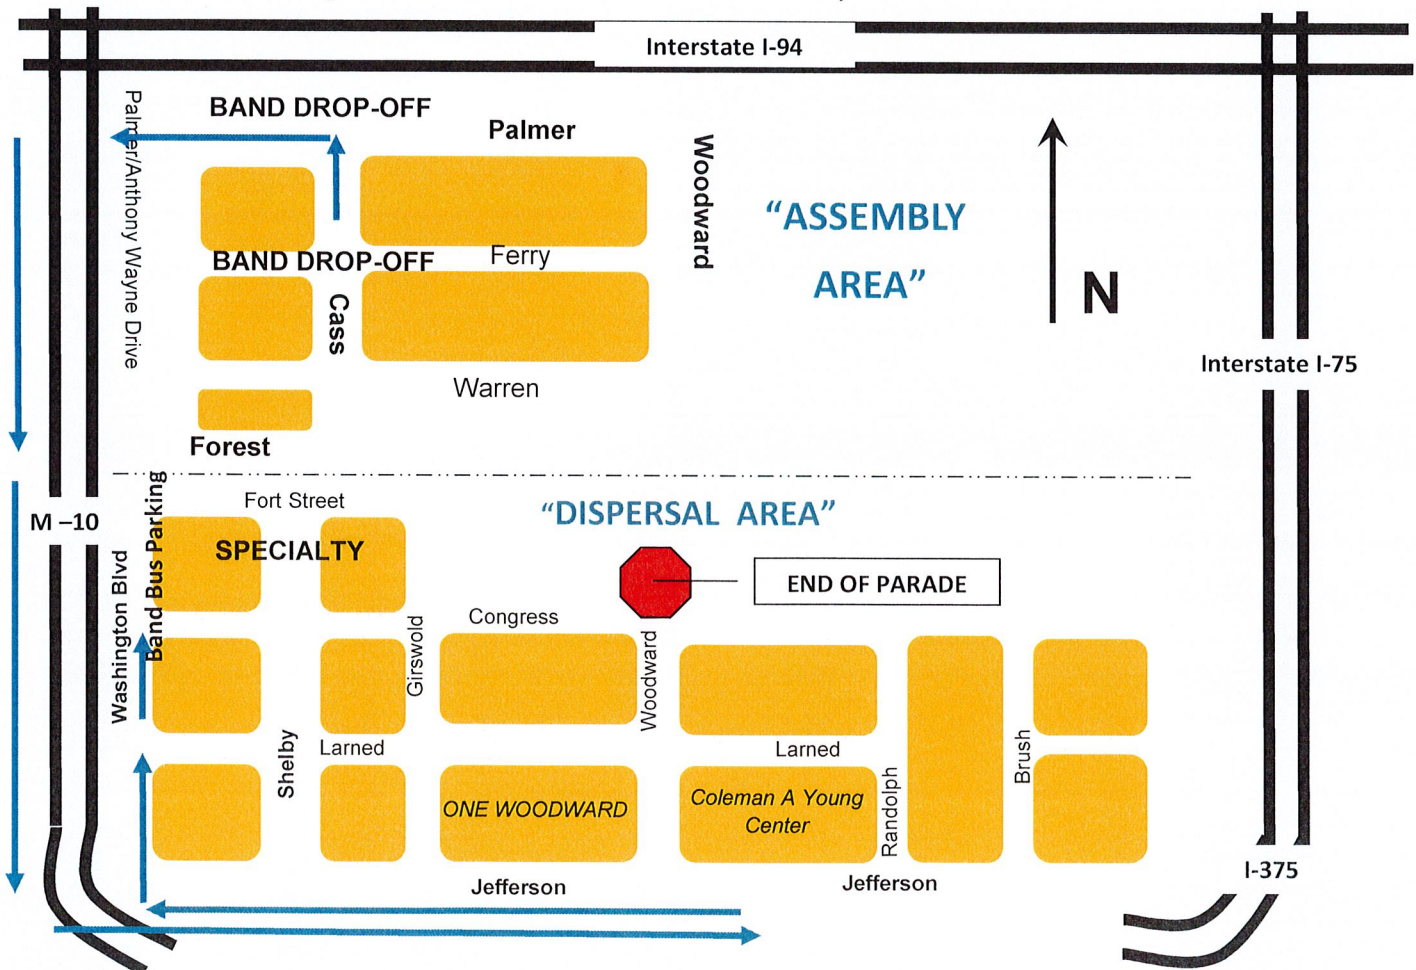 Interstate I-94
BAND DROP-OFF
Palmer
Palmer/Anthony Wayne Drive
Woodward
"ASSEMBLY
AREA"
N
BAND DROP-OFF
Ferry
Cass
Warren
Forest
Interstate I-75
M –10
Band Bus Parking
Washington Blvd
Fort Street
SPECIALTY
"DISPERSAL AREA"
END OF PARADE
Congress
Girswold
Woodward
Shelby
Larned
Larned
Brush
Randolph
ONE WOODWARD
Coleman A Young
Center
Jefferson
Jefferson
I-375